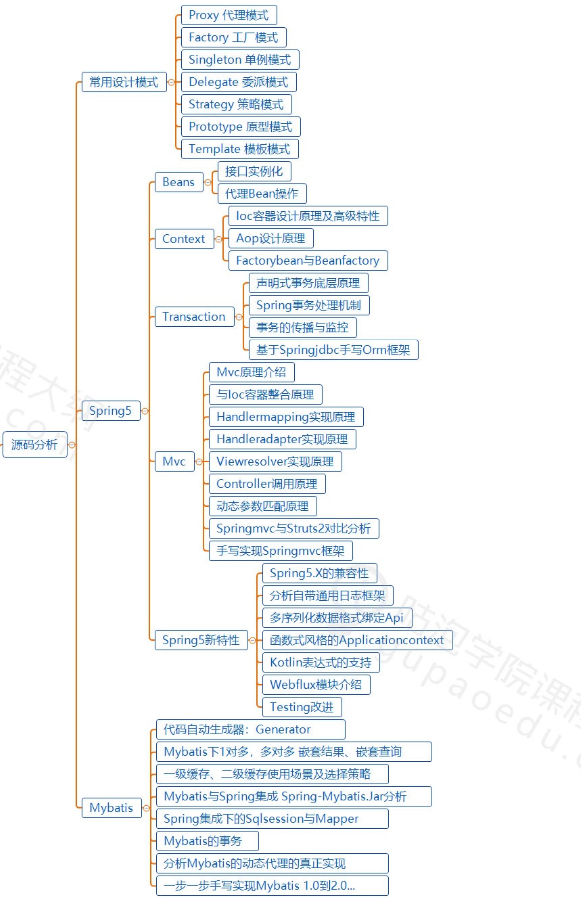 源码分析
常用设计模式
Proxy 代理模式
Factory 工厂模式
Singleton 单例模式
Delegate 委派模式
Strategy 策略模式
Prototype 原型模式
Template 模板模式
Spring5
Beans
接口实例化
代理Bean操作
Context
Ioc容器设计原理及高级特性
Aop设计原理
Factorybean与Beanfactory
Transaction
声明式事务底层原理
Spring事务处理机制
事务的传播与监控
基于Springjdbc手写Orm框架
Mvc
Mvc原理介绍
与Ioc容器整合原理
Handlermapping实现原理
Handleradapter实现原理
Viewresolver实现原理
Controller调用原理
动态参数匹配原理
Springmvc与Struts2对比分析
手写实现Springmvc框架
Spring5新特性
Spring5.X的兼容性
分析自带通用日志框架
多序列化数据格式绑定Api
函数式风格的Applicationcontext
Kotlin表达式的支持
Webflux模块介绍
Testing改进
Mybatis
代码自动生成器：Generator
Mybatis下1对多，多对多 嵌套结果、嵌套查询
一级缓存、二级缓存使用场景及选择策略
Mybatis与Spring集成 Spring-Mybatis.Jar分析
Spring集成下的Sqlsession与Mapper
Mybatis的事务
分析Mybatis的动态代理的真正实现
一步一步手写实现Mybatis 1.0到2.0...
程大纲
.com/
咕泡学院课程
gupaoedu.c